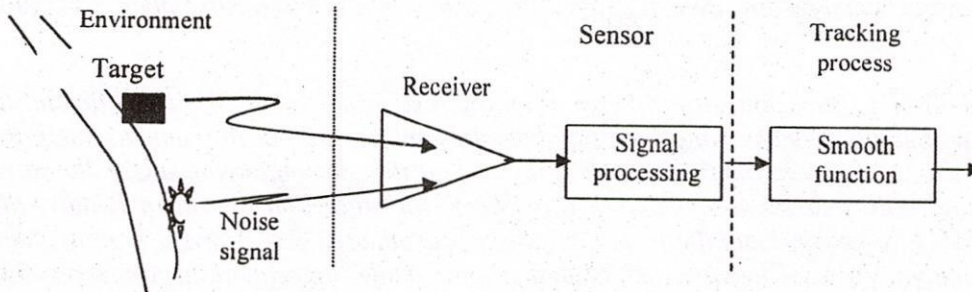 Environment
Target
Noise
signal
Receiver
Sensor
Signal
processing
Tracking
process
Smooth
function